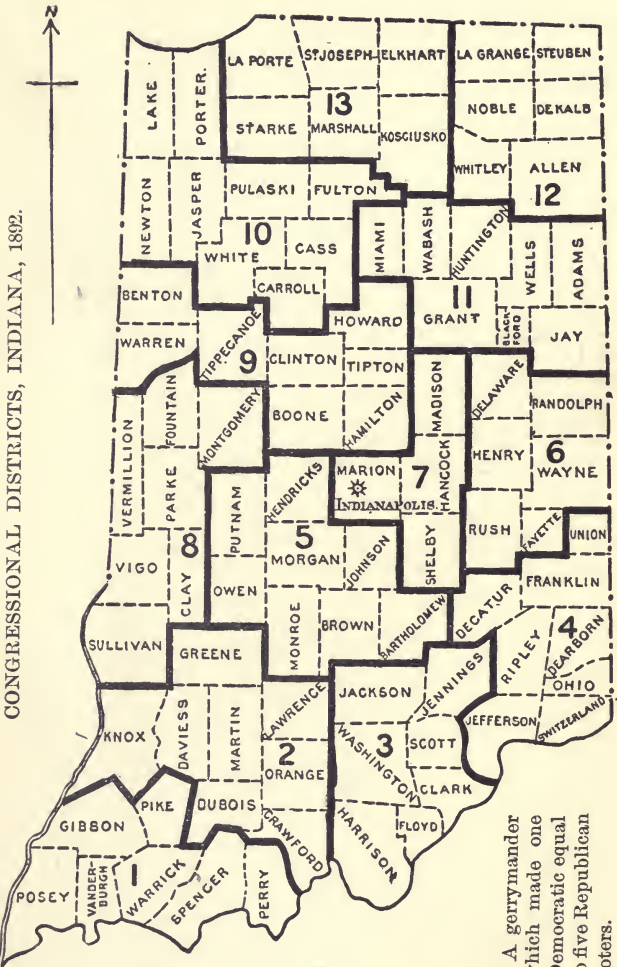 CONGRESSIONAL DISTRICTS, INDIANA, 1892.
N
LAKE
PORTER.
LA PORTE
ST. JOSEPH
ELKHART
LA GRANGE
STEUBEN
STARKE
13
MARSHALL
KOSCIUSKO
NOBLE
DEKALB
WHITLEY
ALLEN
12
NEWTON
JASPER
PULASKI
FULTON
10
WHITE
CASS
CARROLL
MIAMI
WABASH
HUNTINGTON
WELLS
ADAMS
BENTON
WARREN
TIPPECANOE
9
CLINTON
HOWARD
TIPTON
11
GRANT
BLACK
FORD
JAY
FOUNTAIN
MONTGOMERY
BOONE
HAMILTON
MADISON
DELAWARE
RANDOLPH
VERMILLION
PARKE
PUTNAM
HENDRICKS
MARION
INDIANAPOLIS.
7
HANCOCK
HENRY
6
WAYNE
VIGO
8
CLAY
OWEN
5
MORGAN
JOHNSON
SHELBY
RUSH
FAYETTE
UNION
FRANKLIN
SULLIVAN
GREENE
MONROE
BROWN
BARTHOLOMEW
DECATUR
RIPLEY
4
DEARBORN
OHIO
SWITZERLAND
KNOX
DAVIESS
MARTIN
LAWRENCE
JACKSON
JENNINGS
JEFFERSON
2
ORANGE
3
WASHINGTON
SCOTT
CLARK
GIBBON
PIKE
DUBOIS
CRAWFORD
HARRISON
FLOYD
POSEY
VANDER-
BURGH
1
WARRICK
SPENCER
PERRY
A gerrymander
which made one
Democratic equal
to five Republican
voters.